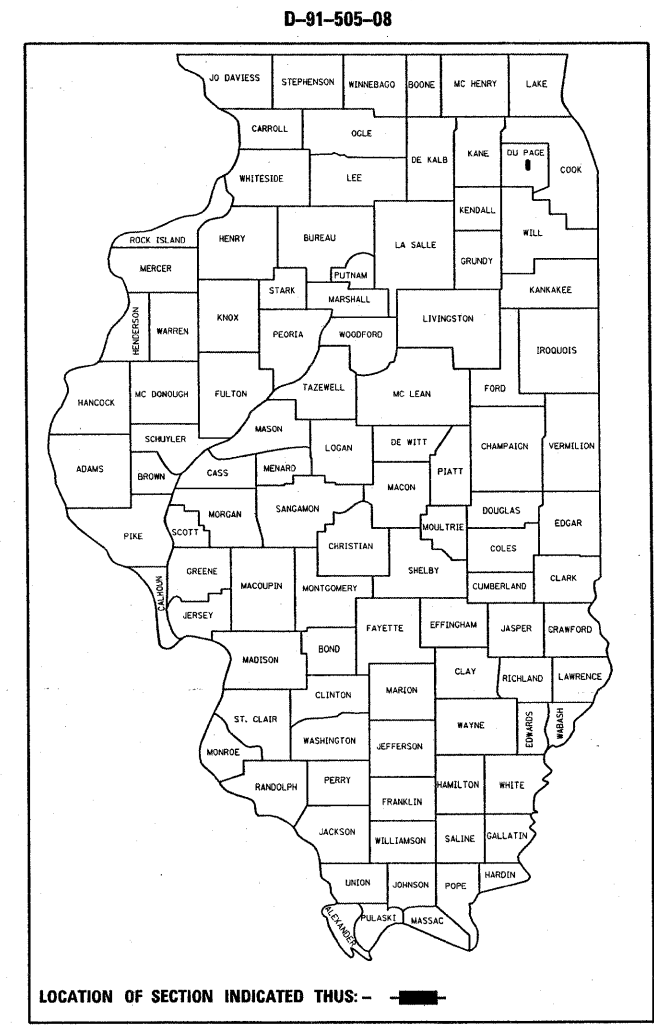 D-91-505-08
JO DAVIESS
STEPHENSON
WINNEBAGO
BOONE
MC HENRY
LAKE
CARROLL
OGLE
DE KALB
KANE
DU PAGE
COOK
WHITESIDE
LEE
KENDALL
ROCK ISLAND
HENRY
BUREAU
LA SALLE
WILL
GRUNDY
MERCER
PUTNAM
STARK
MARSHALL
KANKAKEE
HENDERSON
WARREN
KNOX
PEORIA
WOODFORD
LIVINGSTON
IROQUOIS
HANCOCK
MC DONOUGH
FULTON
TAZEWELL
MC LEAN
FORD
SCHUYLER
MASON
LOGAN
DE WITT
CHAMPAIGN
VERMILION
ADAMS
BROWN
CASS
MENARD
PIATT
MACON
PIKE
SCOTT
MORGAN
SANGAMON
CHRISTIAN
MOULTRIE
DOUGLAS
EDGAR
COLES
CALHOUN
GREENE
MACOUPIN
MONTGOMERY
SHELBY
CUMBERLAND
CLARK
JERSEY
FAYETTE
EFFINGHAM
JASPER
CRAWFORD
MADISON
BOND
CLAY
RICHLAND
LAWRENCE
CLINTON
MARION
ST. CLAIR
WAYNE
EDWARDS
WABASH
MONROE
WASHINGTON
JEFFERSON
RANDOLPH
PERRY
HAMILTON
WHITE
FRANKLIN
JACKSON
WILLIAMSON
SALINE
GALLATIN
UNION
JOHNSON
POPE
HARDIN
ALEXANDER
PULASKI
MASSAC
LOCATION OF SECTION INDICATED THUS: -